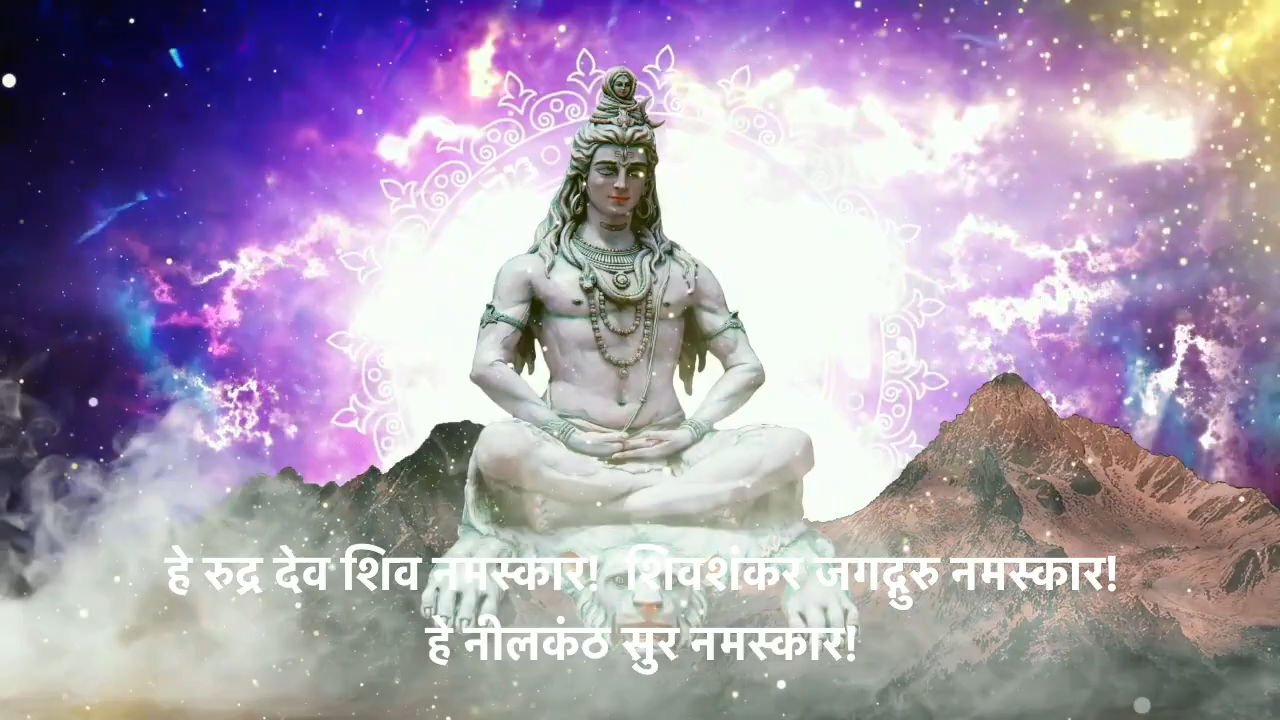 हे रुद्र देव शिव नमस्कार!  शिवशंकर जगद्गुरु नमस्कार!
हे नीलकंठ सुर नमस्कार!